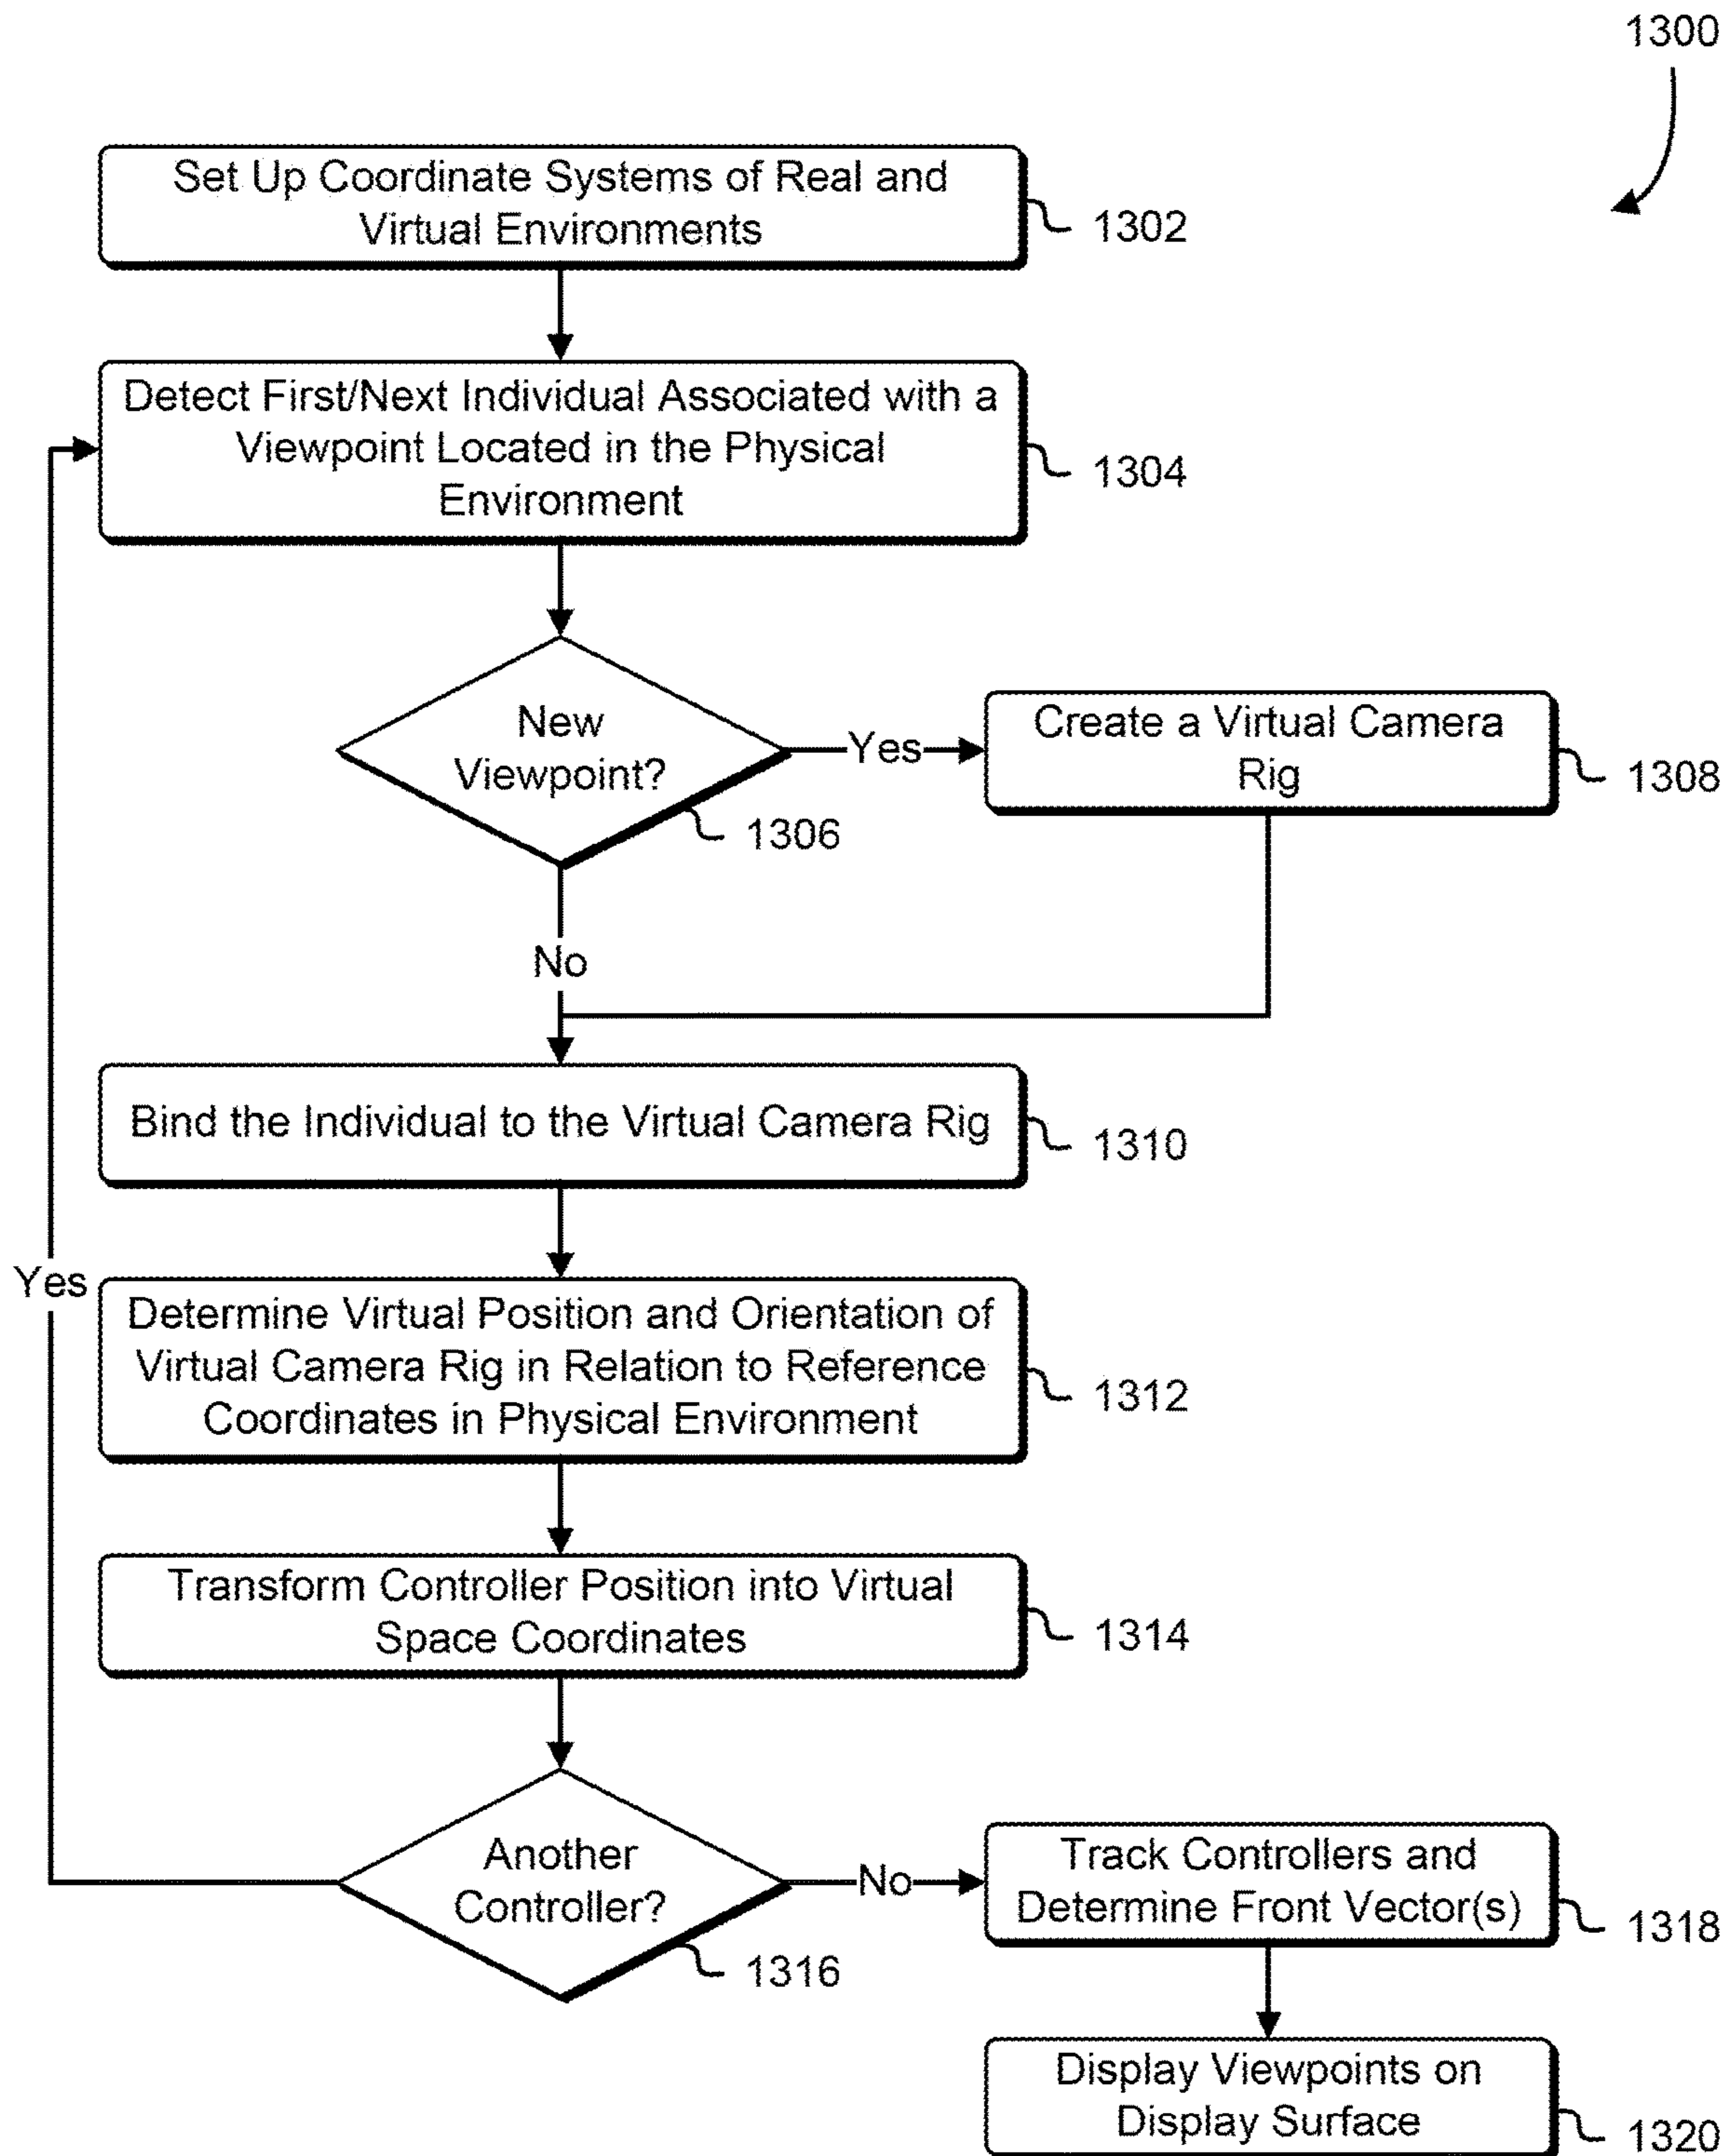 1300
Set Up Coordinate Systems of Real and
Virtual Environments
1302
Detect First/Next Individual Associated with a
Viewpoint Located in the Physical
Environment
1304
New
Viewpoint?
1306
Yes
Create a Virtual Camera
Rig
1308
No
Bind the Individual to the Virtual Camera Rig
1310
Yes
Determine Virtual Position and Orientation of
Virtual Camera Rig in Relation to Reference
Coordinates in Physical Environment
1312
Transform Controller Position into Virtual
Space Coordinates
1314
Another
Controller?
1316
No
Track Controllers and
Determine Front Vector(s)
1318
Display Viewpoints on
Display Surface
1320